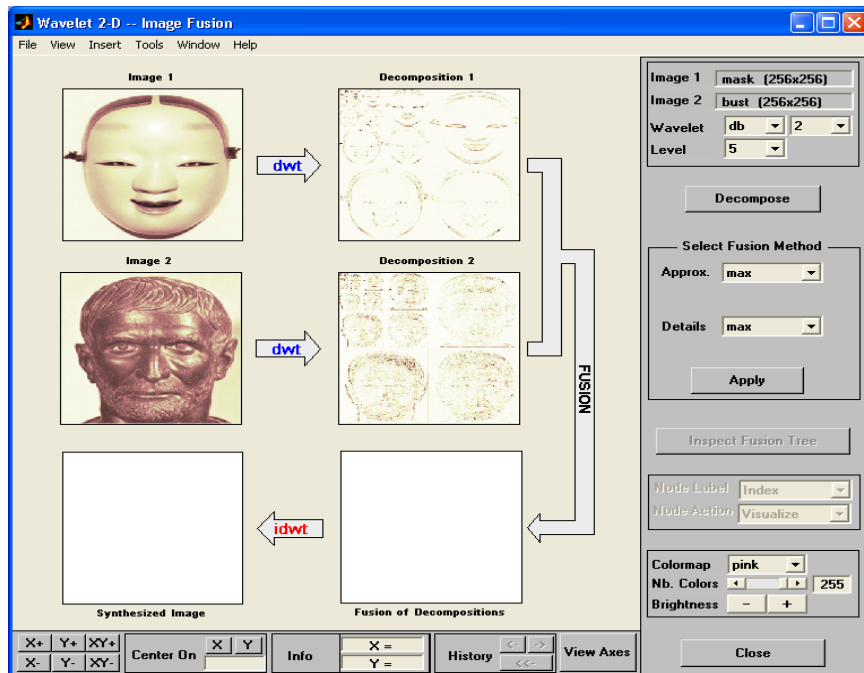 Wavelet 2-D -- Image Fusion
File View Insert Tools Window Help
Image 1
Decomposition 1
dwt
Image 2
Decomposition 2
dwt
FUSION
idwt
Synthesized Image
Fusion of Decompositions
Image 1 mask (256x256)
Image 2 bust (256x256)
Wavelet db 2
Level 5
Decompose
Select Fusion Method
Approx. max
Details max
Apply
Inspect Fusion Tree
Node Label Index
Node Action Visualize
Colormap pink
Nb. Colors 255
Brightness - +
Close
X+ Y+ XY+
X- Y- XY-
Center On X Y
Info X =
Y =
History <- ->
<<-
View Axes